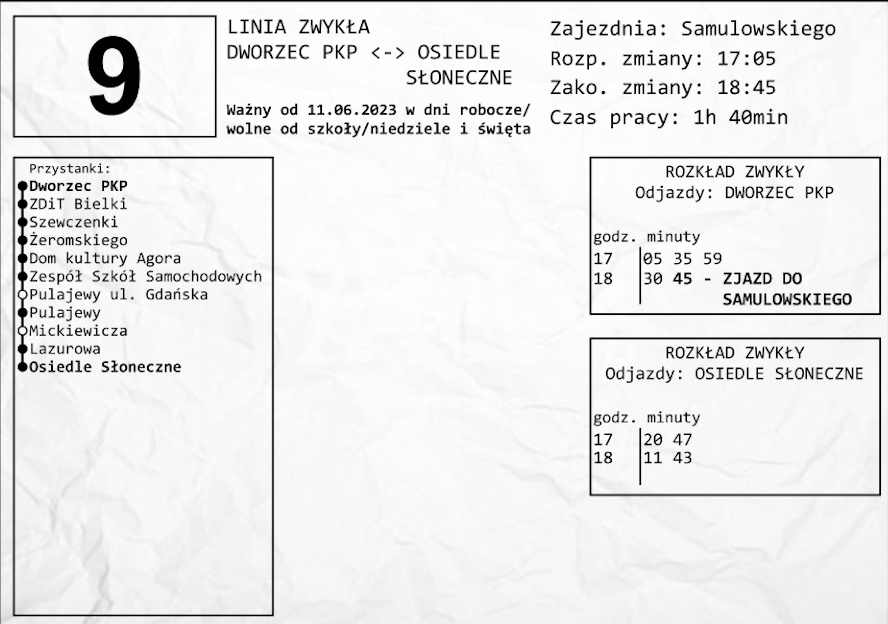 9
LINIA ZWYKŁA
DWORZEC PKP <-> OSIEDLE
SŁONECZNE
Ważny od 11.06.2023 w dni robocze/
wolne od szkoły/niedziele i święta
Zajezdnia: Samulowskiego
Rozp. zmiany: 17:05
Zako. zmiany: 18:45
Czas pracy: 1h 40min
Przystanki:
Dworzec PKP
ZDiT Bielki
Szewczenki
Żeromskiego
Dom kultury Agora
Zespół Szkół Samochodowych
Pulajewy ul. Gdańska
Pulajewy
Mickiewicza
Lazurowa
Osiedle Słoneczne
ROZKŁAD ZWYKŁY
Odjazdy: DWORZEC PKP
godz. minuty
17 05 35 59
18 30 45 - ZJAZD DO
SAMULOWSKIEGO
ROZKŁAD ZWYKŁY
Odjazdy: OSIEDLE SŁONECZNE
godz. minuty
17 20 47
18 11 43